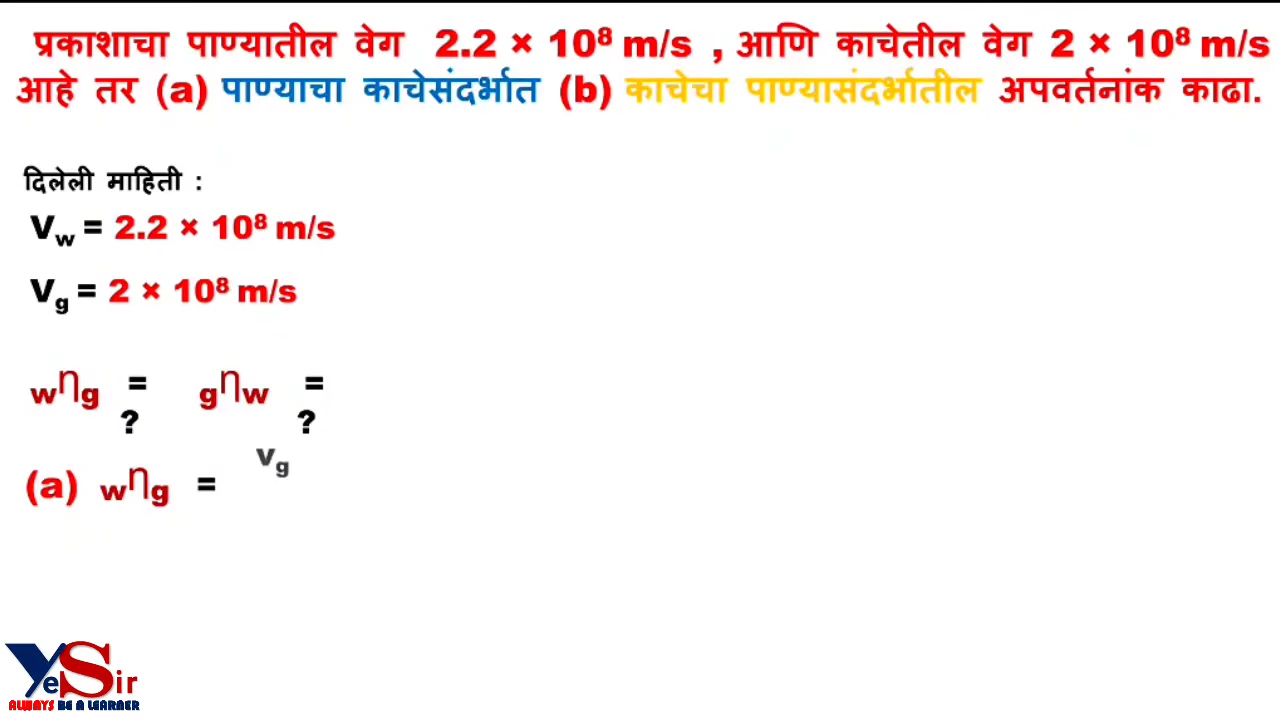 प्रकाशाचा पाण्यातील वेग 2.2 × 10⁸ m/s , आणि काचेतील वेग 2 × 10⁸ m/s
आहे तर (a) पाण्याचा काचेसंदर्भात (b) काचेचा पाण्यासंदर्भातील अपवर्तनांक काढा.
दिलेली माहिती :
Vw = 2.2 × 10⁸ m/s
Vg = 2 × 10⁸ m/s
wηg = ? gηw = ?
(a) wηg = vg
YeSir
ALWAYS BE A LEARNER